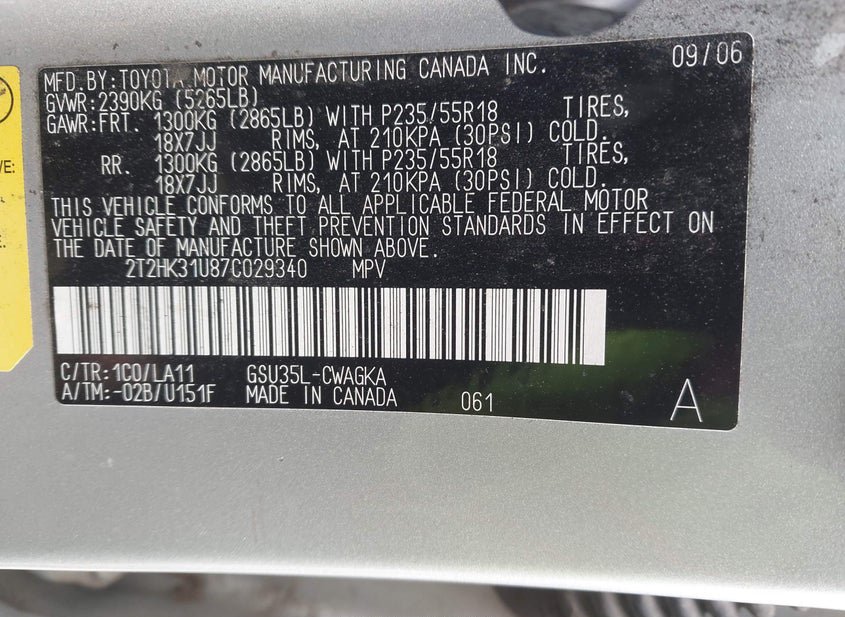 MFD.BY:TOYOTA MOTOR MANUFACTURING CANADA INC. 09/06
GVWR:2390KG (5265LB)
GAWR:FRT. 1300KG (2865LB) WITH P235/55R18 TIRES,
18X7JJ RIMS, AT 210KPA (30PSI) COLD.
RR. 1300KG (2865LB) WITH P235/55R18 TIRES,
18X7JJ RIMS, AT 210KPA (30PSI) COLD.
THIS VEHICLE CONFORMS TO ALL APPLICABLE FEDERAL MOTOR
VEHICLE SAFETY AND THEFT PREVENTION STANDARDS IN EFFECT ON
THE DATE OF MANUFACTURE SHOWN ABOVE.
2T2HK31U87C029340 MPV
C/TR:1C0/LA11 GSU35L-CWAGKA
A/TM:-02B/U151F MADE IN CANADA 061 A